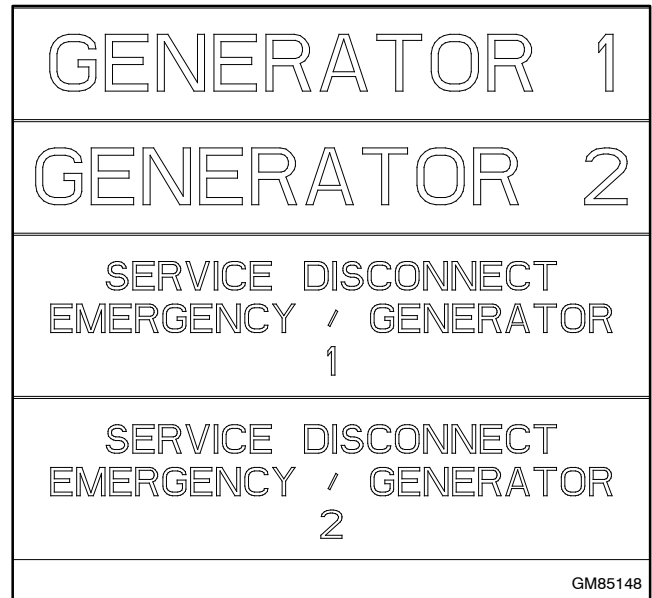 GENERATOR 1
GENERATOR 2
SERVICE DISCONNECT
EMERGENCY / GENERATOR
1
SERVICE DISCONNECT
EMERGENCY / GENERATOR
2
GM85148